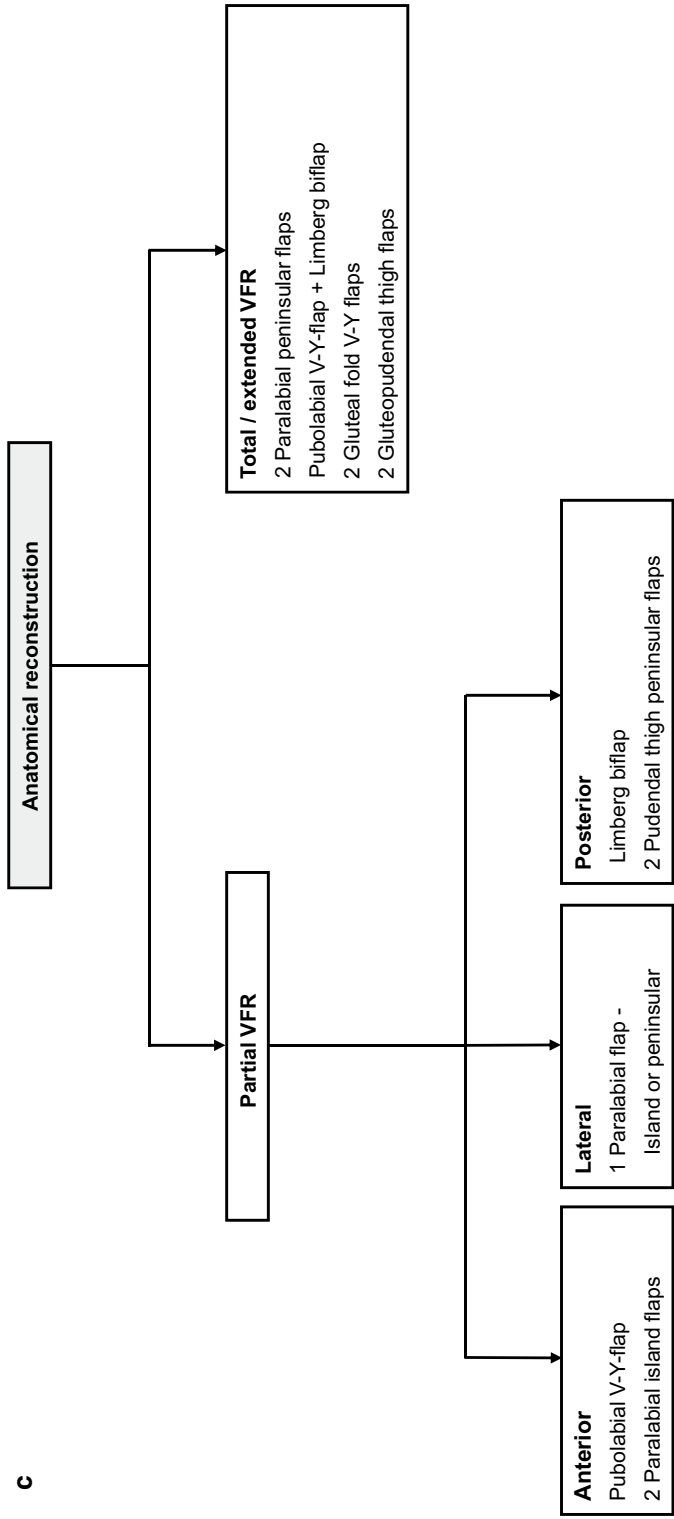 c
Anatomical reconstruction
Partial VFR
Total / extended VFR
2 Paralabial peninsular flaps
Pubolabial V-Y-flap + Limberg biflap
2 Gluteal fold V-Y flaps
2 Gluteopudendal thigh flaps
Anterior
Pubolabial V-Y-flap
2 Paralabial island flaps
Lateral
1 Paralabial flap -
Island or peninsular
Posterior
Limberg biflap
2 Pudendal thigh peninsular flaps